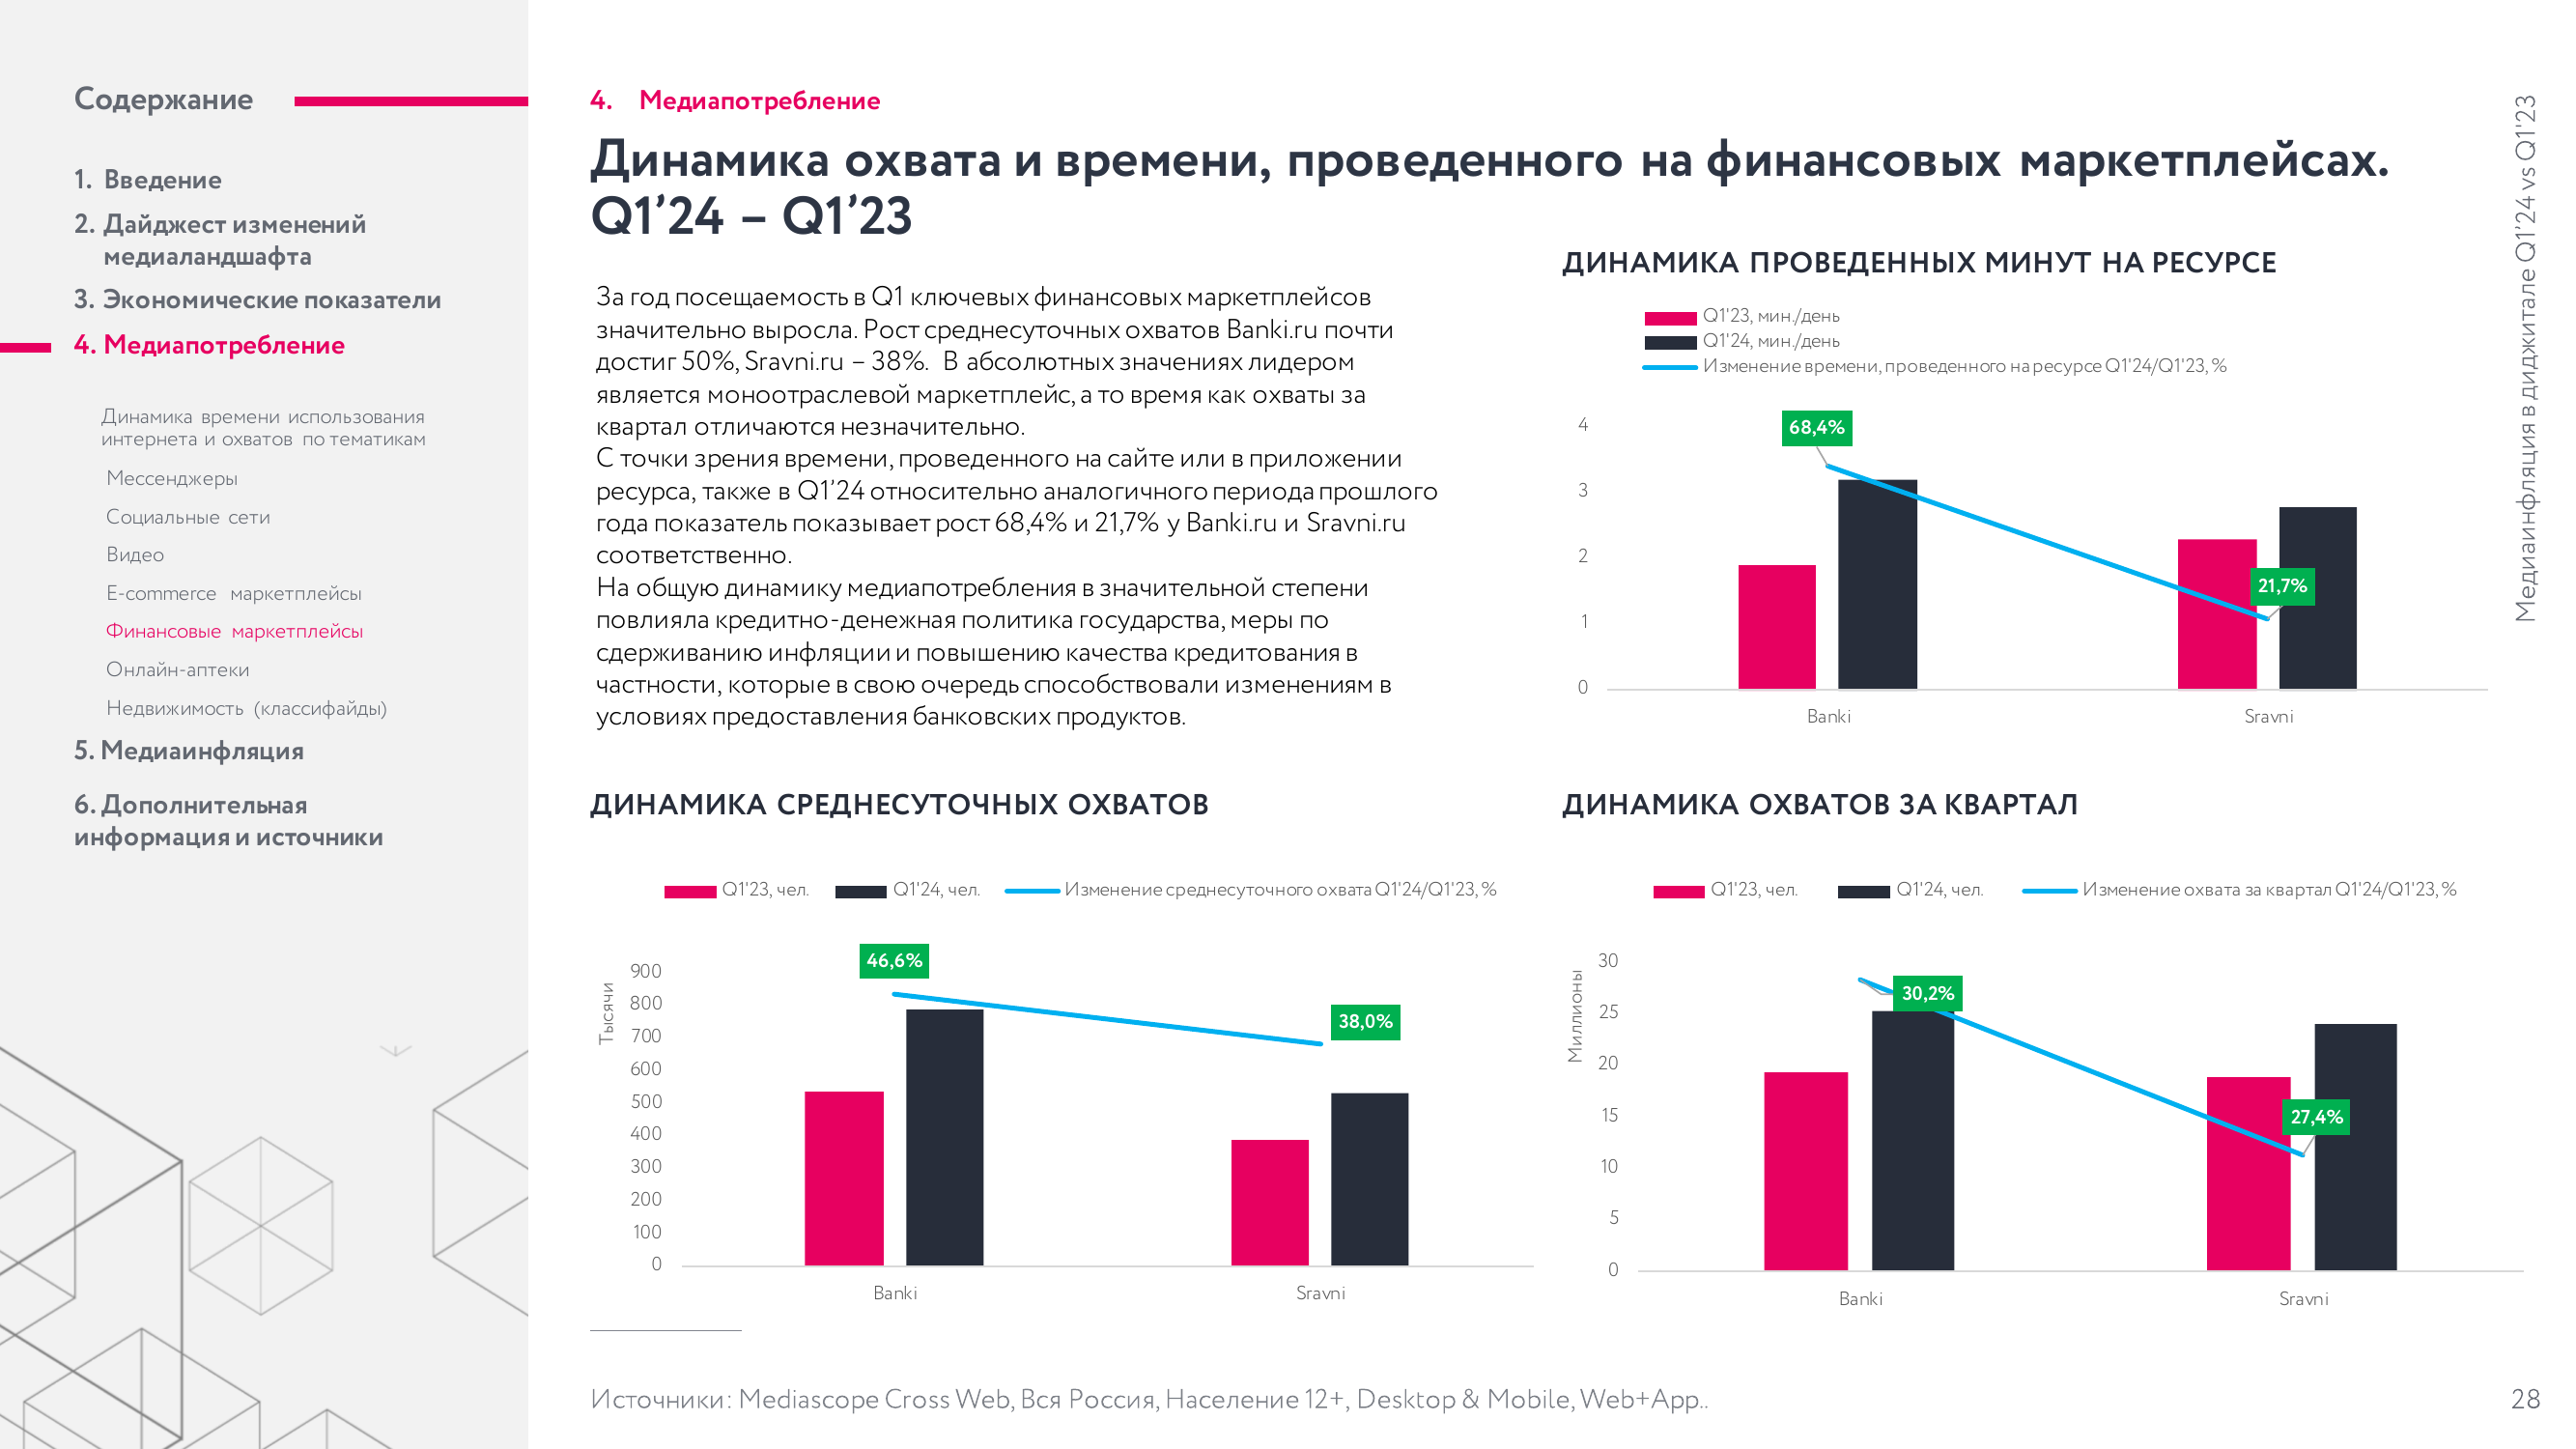 Содержание
1. Введение
2. Дайджест изменений
медиаландшафта
3. Экономические показатели
4. Медиапотребление
Динамика времени использования
интернета и охватов по тематикам
Мессенджеры
Социальные сети
Видео
E-commerce маркетплейсы
Финансовые маркетплейсы
Онлайн-аптеки
Недвижимость (классифайды)
5. Медиаинфляция
6. Дополнительная
информация и источники
4. Медиапотребление
Динамика охвата и времени, проведенного на финансовых маркетплейсах.
Q1’24 – Q1’23
За год посещаемость в Q1 ключевых финансовых маркетплейсов
значительно выросла. Рост среднесуточных охватов Banki.ru почти
достиг 50%, Sravni.ru – 38%. В абсолютных значениях лидером
является моноотраслевой маркетплейс, а то время как охваты за
квартал отличаются незначительно.
С точки зрения времени, проведенного на сайте или в приложении
ресурса, также в Q1’24 относительно аналогичного периода прошлого
года показатель показывает рост 68,4% и 21,7% у Banki.ru и Sravni.ru
соответственно.
На общую динамику медиапотребления в значительной степени
повлияла кредитно-денежная политика государства, меры по
сдерживанию инфляции и повышению качества кредитования в
частности, которые в свою очередь способствовали изменениям в
условиях предоставления банковских продуктов.
ДИНАМИКА ПРОВЕДЕННЫХ МИНУТ НА РЕСУРСЕ
Q1'23, мин./день
Q1'24, мин./день
Изменение времени, проведенного на ресурсе Q1'24/Q1'23, %
4
3
2
1
0
68,4%
21,7%
Banki
Sravni
ДИНАМИКА СРЕДНЕСУТОЧНЫХ ОХВАТОВ
Q1'23, чел.
Q1'24, чел.
Изменение среднесуточного охвата Q1'24/Q1'23, %
Тысячи
900
800
700
600
500
400
300
200
100
0
46,6%
38,0%
Banki
Sravni
ДИНАМИКА ОХВАТОВ ЗА КВАРТАЛ
Q1'23, чел.
Q1'24, чел.
Изменение охвата за квартал Q1'24/Q1'23, %
Миллионы
30
25
20
15
10
5
0
30,2%
27,4%
Banki
Sravni
Медиаинфляция в диджитале Q1’24 vs Q1'23
Источники: Mediascope Cross Web, Вся Россия, Население 12+, Desktop & Mobile, Web+App..
28